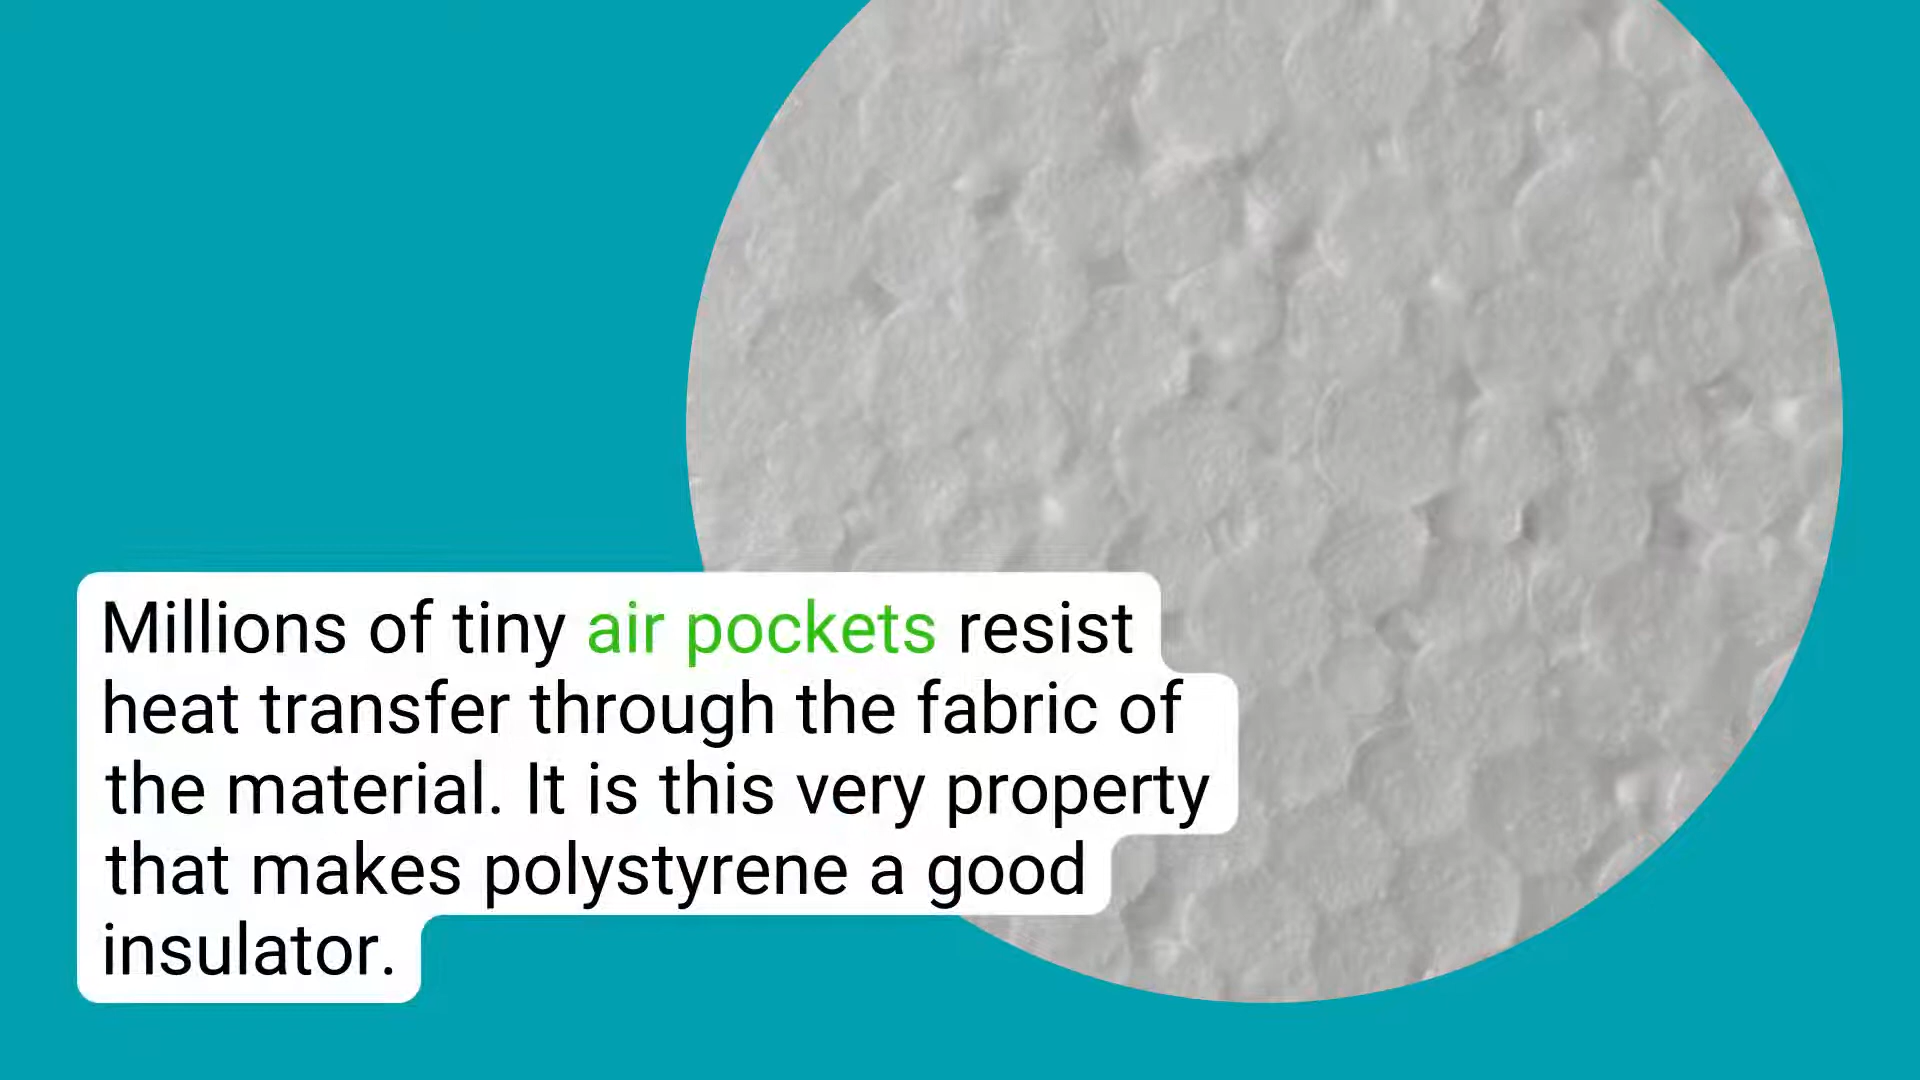 Millions of tiny air pockets resist
heat transfer through the fabric of
the material. It is this very property
that makes polystyrene a good
insulator.